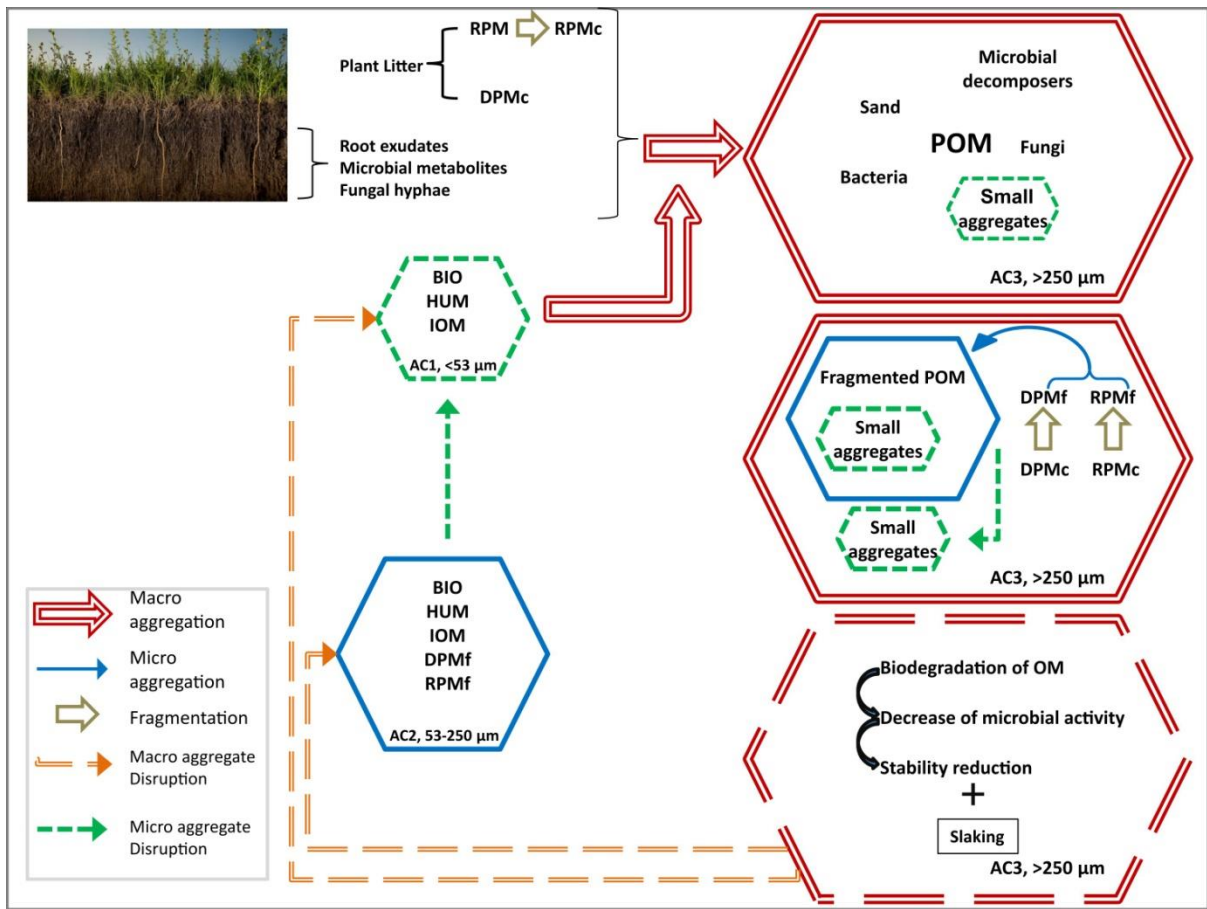 RPM
RPMc
Plant Litter
DPMc
Root exudates
Microbial metabolites
Fungal hyphae
Microbial
decomposers
Sand
POM
Fungi
Bacteria
Small
aggregates
AC3, >250 µm
BIO
HUM
IOM
AC1, <53 µm
Fragmented POM
Small
aggregates
DPMf
RPMf
DPMc
RPMc
Small
aggregates
AC3, >250 µm
BIO
HUM
IOM
DPMf
RPMf
AC2, 53-250 µm
Biodegradation of OM
Decrease of microbial activity
Stability reduction
+
Slaking
AC3, >250 µm
Macro
aggregation
Micro
aggregation
Fragmentation
Macro aggregate
Disruption
Micro aggregate
Disruption